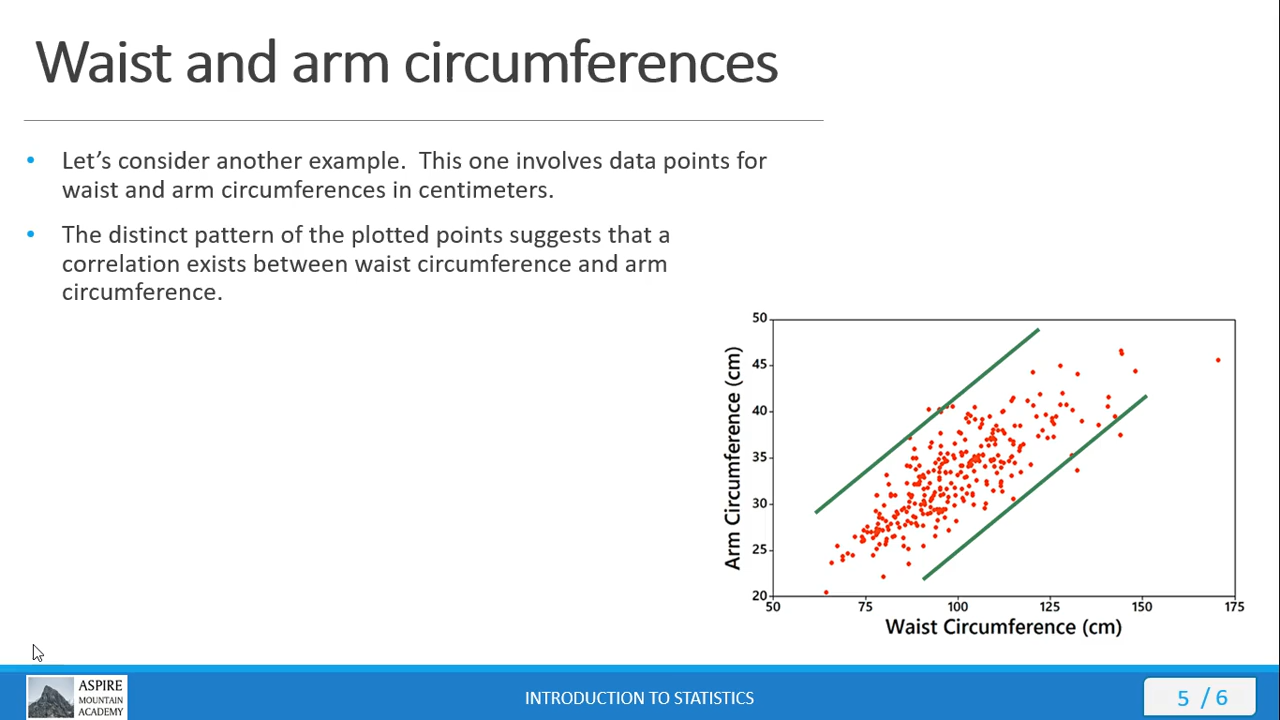 Waist and arm circumferences
• Let's consider another example.  This one involves data points for
waist and arm circumferences in centimeters.
• The distinct pattern of the plotted points suggests that a
correlation exists between waist circumference and arm
circumference.
50
45
40
35
30
25
20
Arm Circumference (cm)
50 75 100 125 150 175
Waist Circumference (cm)
ASPIRE
MOUNTAIN
ACADEMY
INTRODUCTION TO STATISTICS
5 / 6